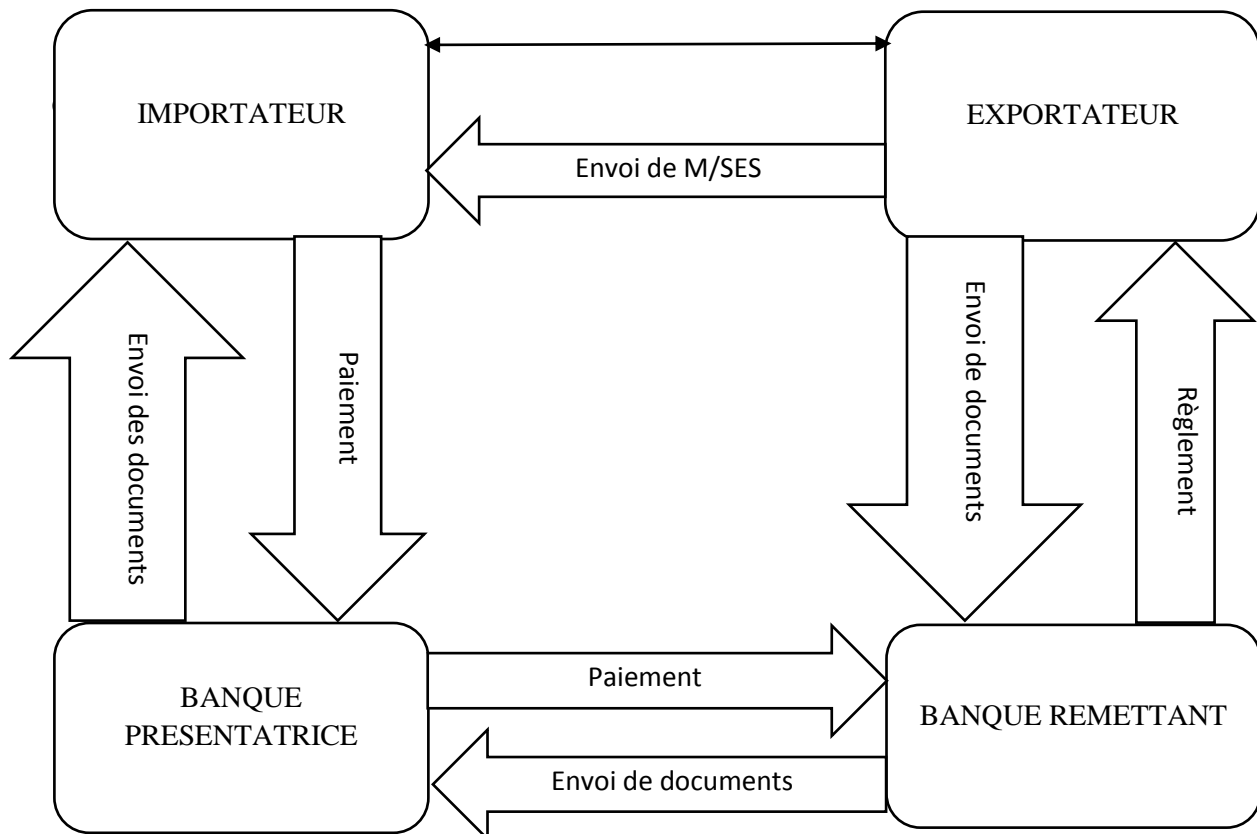 IMPORTATEUR
EXPORTATEUR
Envoi de M/SES
Envoi des documents
Paiement
Envoi de documents
Règlement
BANQUE
PRESENTATRICE
Paiement
BANQUE REMETTANT
Envoi de documents